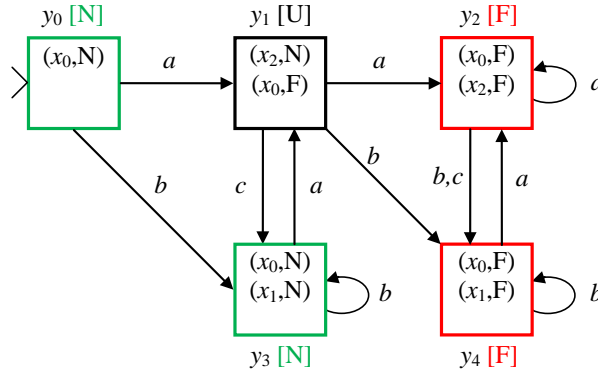 y0 [N]
y1 [U]
y2 [F]
(x0,N)
(x2,N)
(x0,F)
(x0,F)
(x2,F)
a
a
b
c
a
b
b,c
a
(x0,N)
(x1,N)
b
(x0,F)
(x1,F)
y3 [N]
y4 [F]